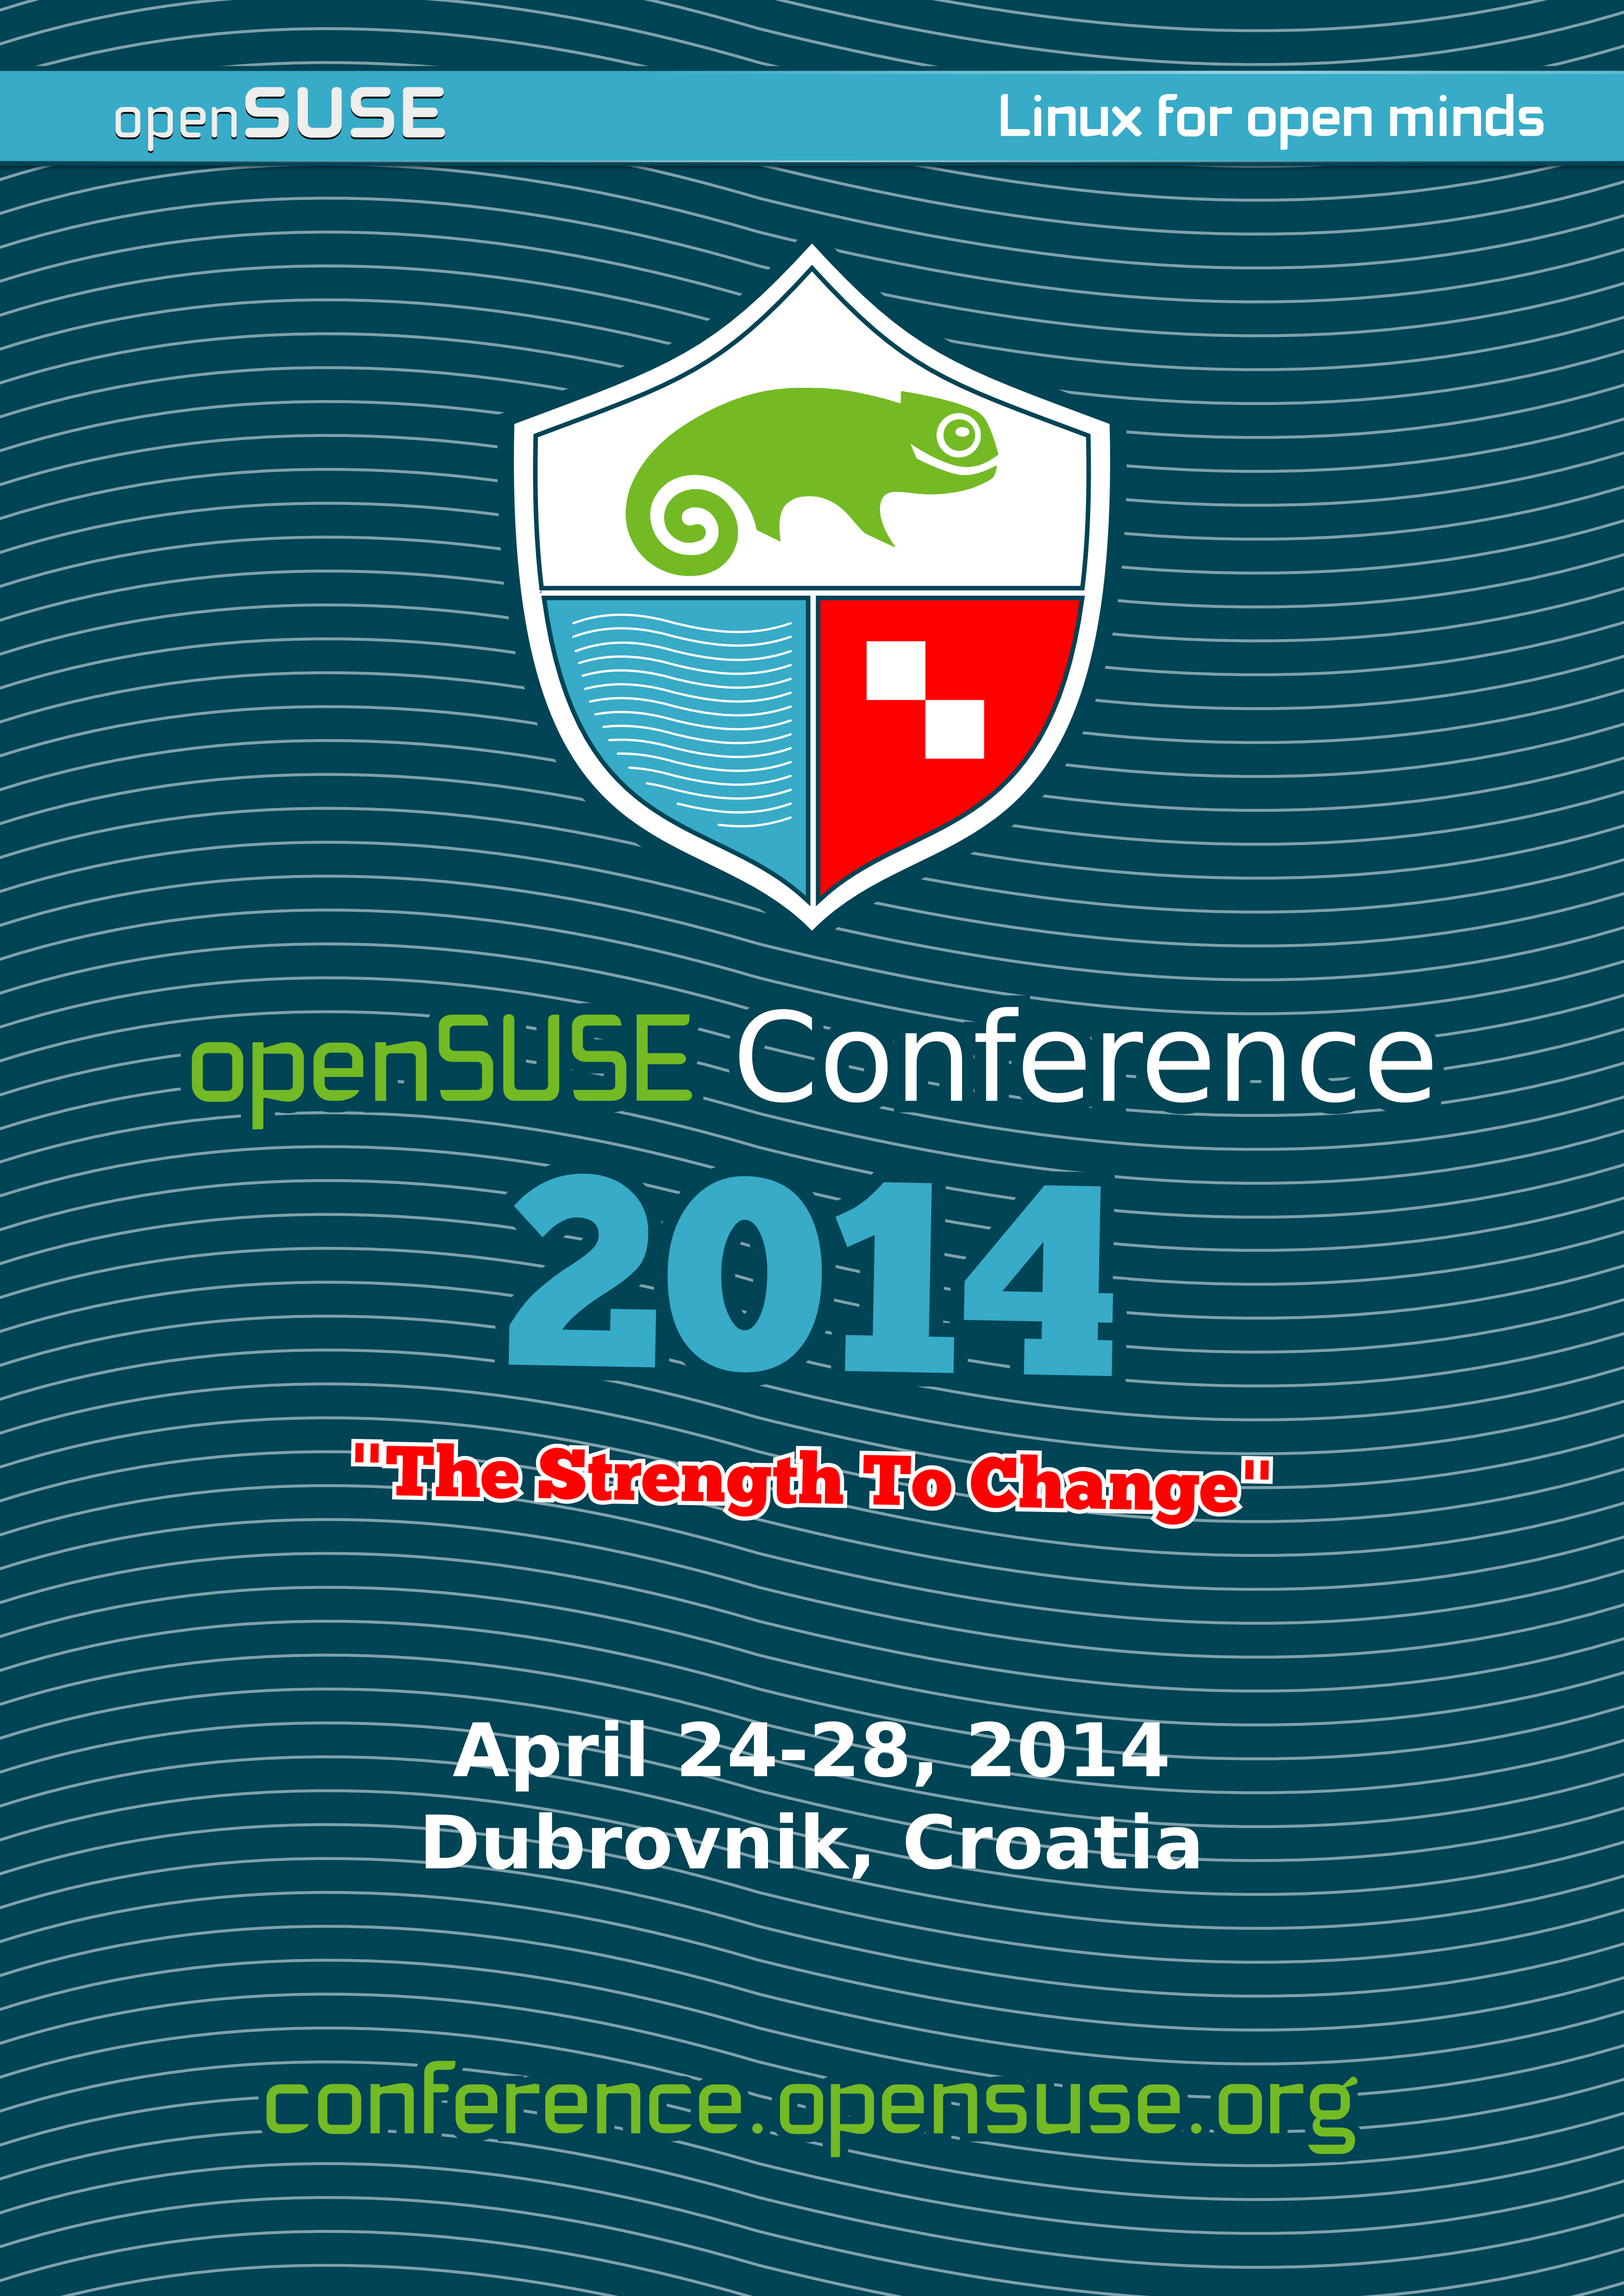 openSUSE
Linux for open minds
openSUSE Conference
2014
"The Strength To Change"
April 24-28, 2014
Dubrovnik, Croatia
conference.opensuse.org